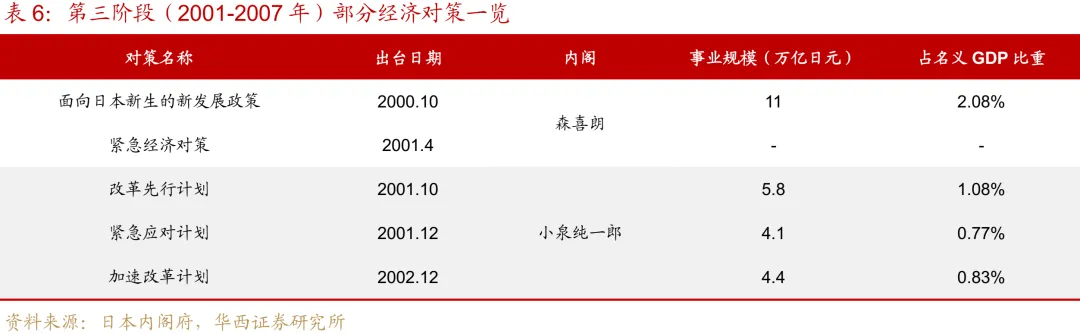 表 6：第三阶段（2001-2007 年）部分经济对策一览
对策名称 出台日期 内阁 事业规模（万亿日元） 占名义 GDP 比重
面向日本新生的新发展政策 2000.10 11 2.08%
森喜朗
紧急经济对策 2001.4 - -
改革先行计划 2001.10 5.8 1.08%
紧急应对计划 2001.12 小泉纯一郎 4.1 0.77%
加速改革计划 2002.12 4.4 0.83%
资料来源：日本内阁府，华西证券研究所